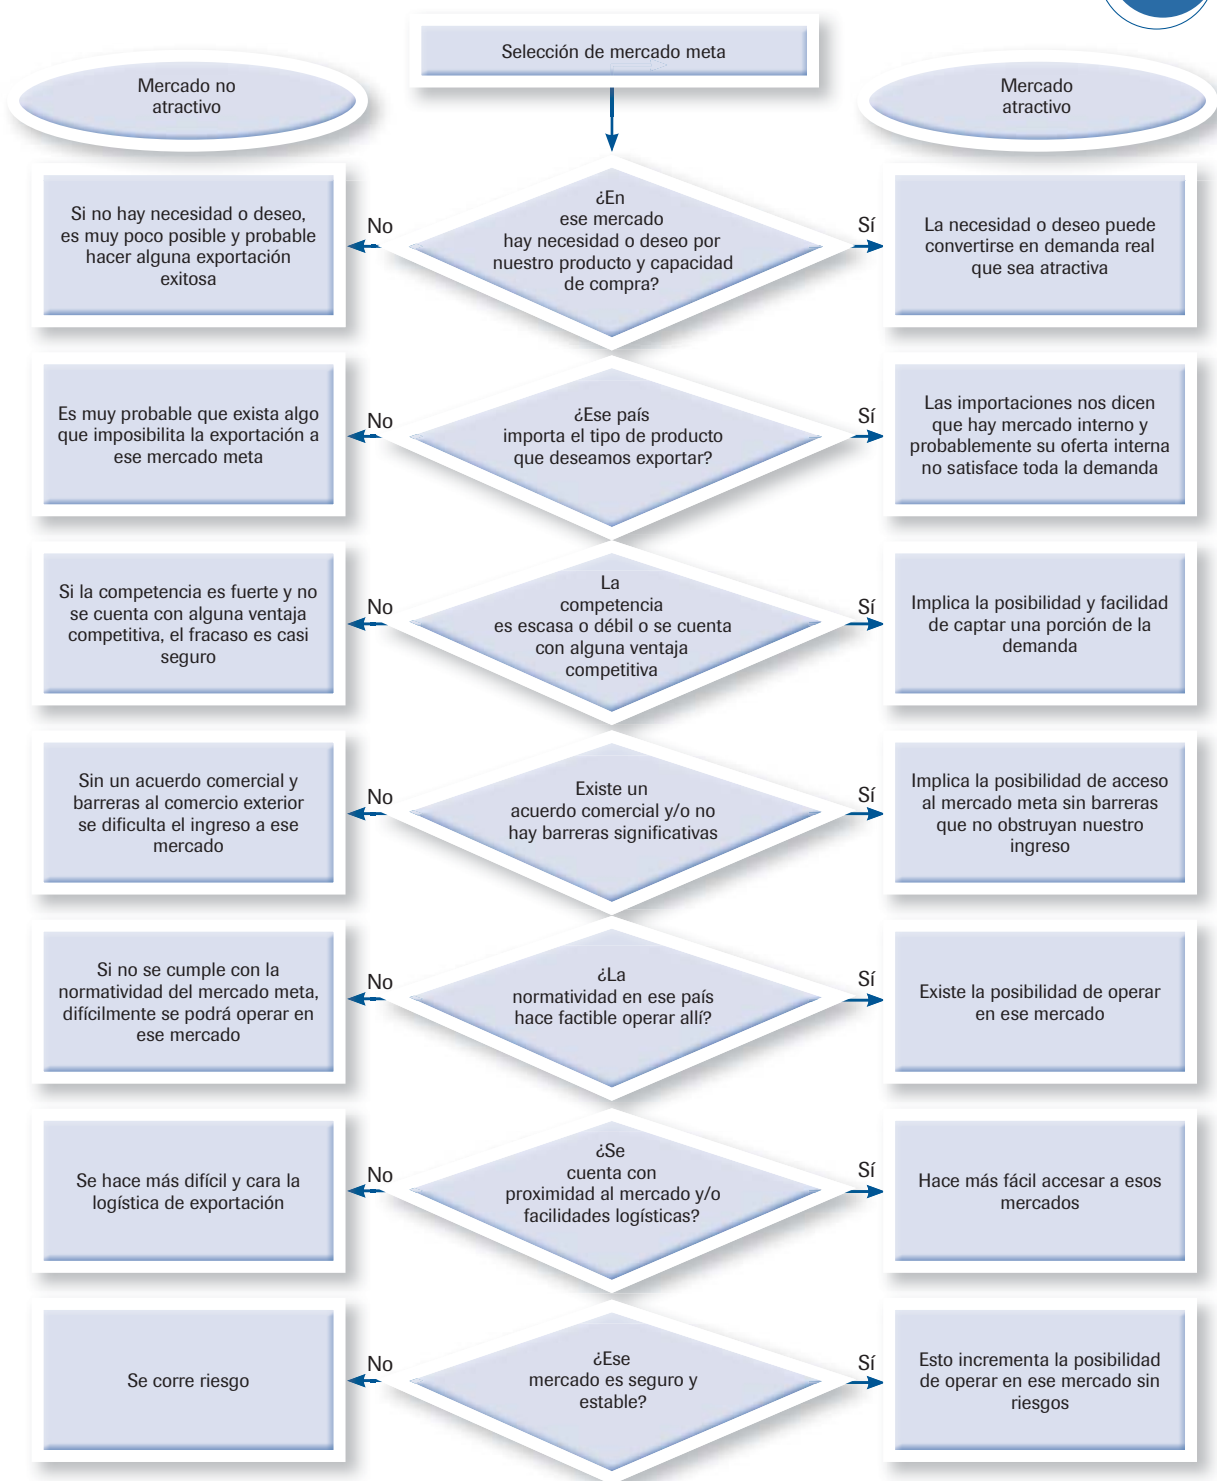 Selección de mercado meta
Mercado no
atractivo
Mercado
atractivo
Si no hay necesidad o deseo,
es muy poco posible y probable
hacer alguna exportación
exitosa
No
¿En
ese mercado
hay necesidad o deseo por
nuestro producto y capacidad
de compra?
Sí
La necesidad o deseo puede
convertirse en demanda real
que sea atractiva
Es muy probable que exista algo
que imposibilita la exportación a
ese mercado meta
No
¿Ese país
importa el tipo de producto
que deseamos exportar?
Sí
Las importaciones nos dicen
que hay mercado interno y
probablemente su oferta interna
no satisface toda la demanda
Si la competencia es fuerte y no
se cuenta con alguna ventaja
competitiva, el fracaso es casi
seguro
No
La
competencia
es escasa o débil o se cuenta
con alguna ventaja
competitiva
Sí
Implica la posibilidad y facilidad
de captar una porción de la
demanda
Sin un acuerdo comercial y
barreras al comercio exterior
se dificulta el ingreso a ese
mercado
No
Existe un
acuerdo comercial y/o no
hay barreras significativas
Sí
Implica la posibilidad de acceso
al mercado meta sin barreras
que no obstruyan nuestro
ingreso
Si no se cumple con la
normatividad del mercado meta,
difícilmente se podrá operar en
ese mercado
No
¿La
normatividad en ese país
hace factible operar allí?
Sí
Existe la posibilidad de operar
en ese mercado
Se hace más difícil y cara la
logística de exportación
No
¿Se
cuenta con
proximidad al mercado y/o
facilidades logísticas?
Sí
Hace más fácil accesar a esos
mercados
Se corre riesgo
No
¿Ese
mercado es seguro y
estable?
Sí
Esto incrementa la posibilidad
de operar en ese mercado sin
riesgos